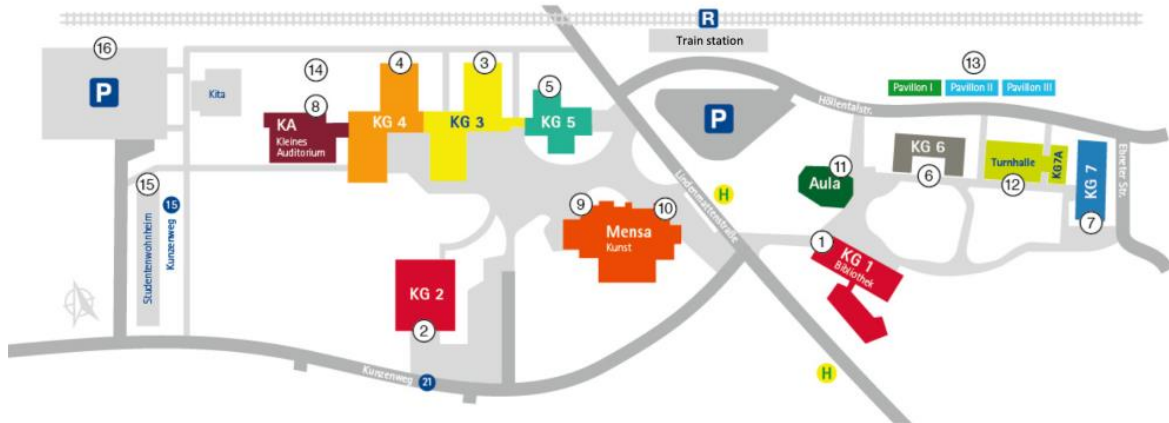 R
Train station
16
P
Kita
14
8
KA
Kleines
Auditorium
4
KG 4
3
KG 3
5
KG 5
P
13
Pavillon I
Pavillon II
Pavillon III
Höllentalstr.
KG 6
6
Turnhalle
KG7A
12
KG 7
7
Ebneter Str.
11
Aula
H
Lindenmattenstraße
15
Studentenwohnheim
15
Kunzenweg
9
10
Mensa
Kunst
1
KG 1
Bibliothek
KG 2
2
H
Kunzenweg
21